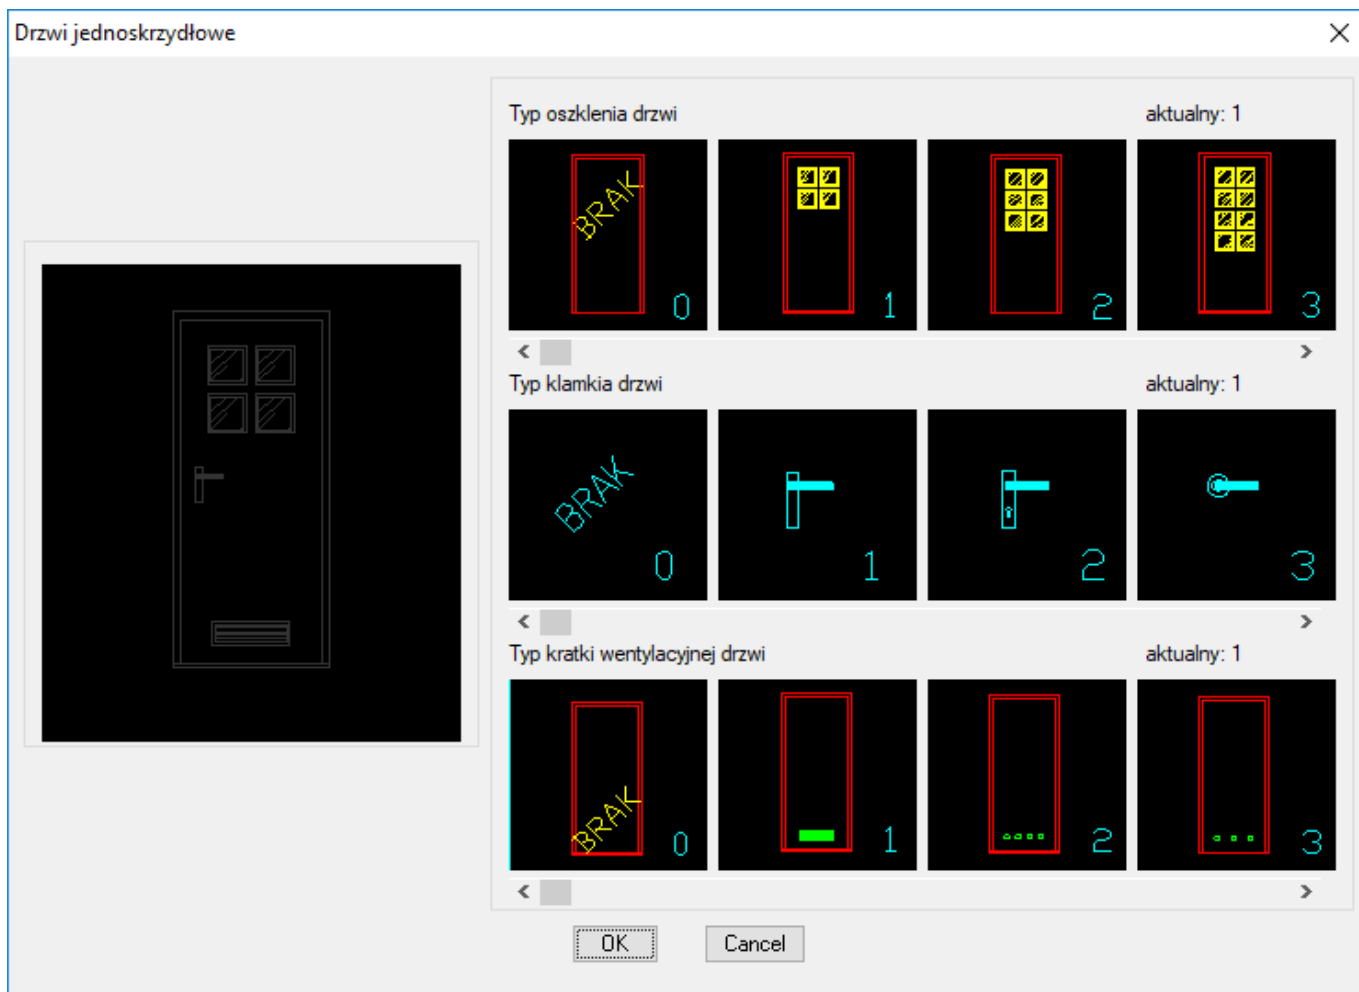 Drzwi jednoskrzydłowe
Typ oszklenia drzwi aktualny: 1
BRAK 0 1 2 3
Typ klamkia drzwi aktualny: 1
BRAK 0 1 2 3
Typ kratki wentylacyjnej drzwi aktualny: 1
BRAK 0 1 2 3
OK Cancel